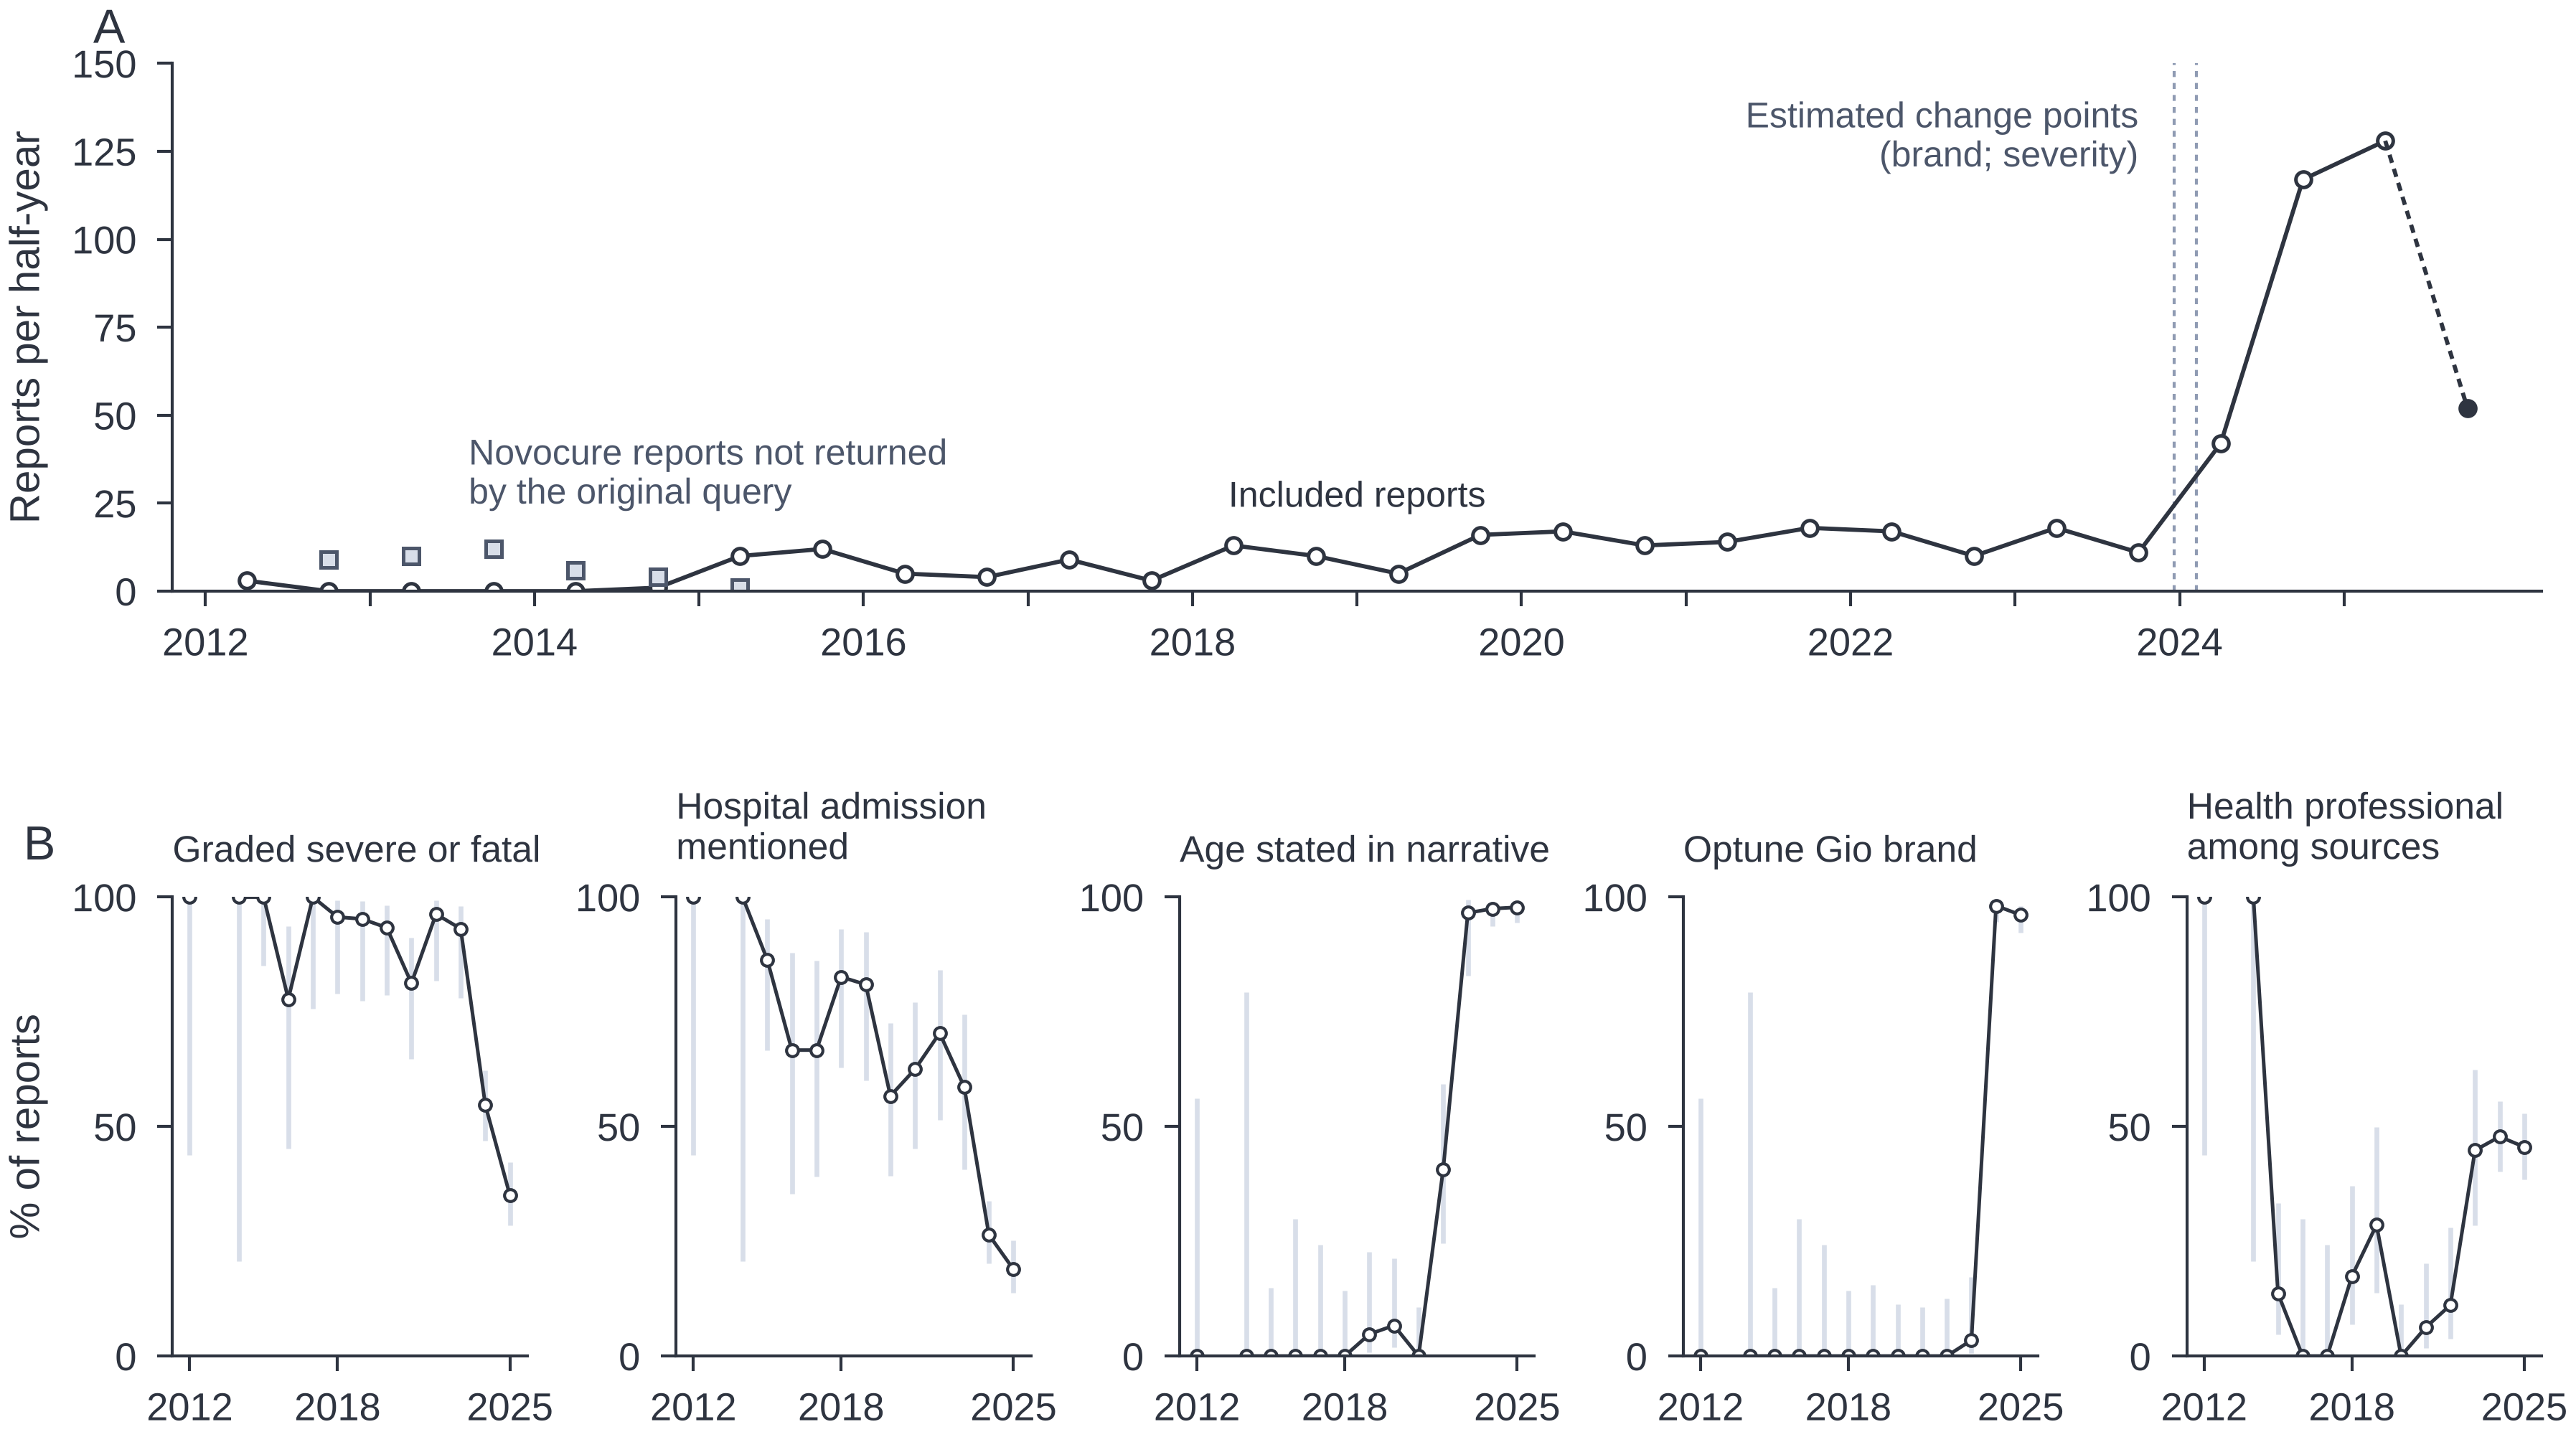 A
150
125
100
75
50
25
0
Reports per half-year
Estimated change points
(brand; severity)
Novocure reports not returned
by the original query
Included reports
2012
2014
2016
2018
2020
2022
2024
B
% of reports
Graded severe or fatal
100
50
0
2012
2018
2025
Hospital admission
mentioned
100
50
0
2012
2018
2025
Age stated in narrative
100
50
0
2012
2018
2025
Optune Gio brand
100
50
0
2012
2018
2025
Health professional
among sources
100
50
0
2012
2018
2025